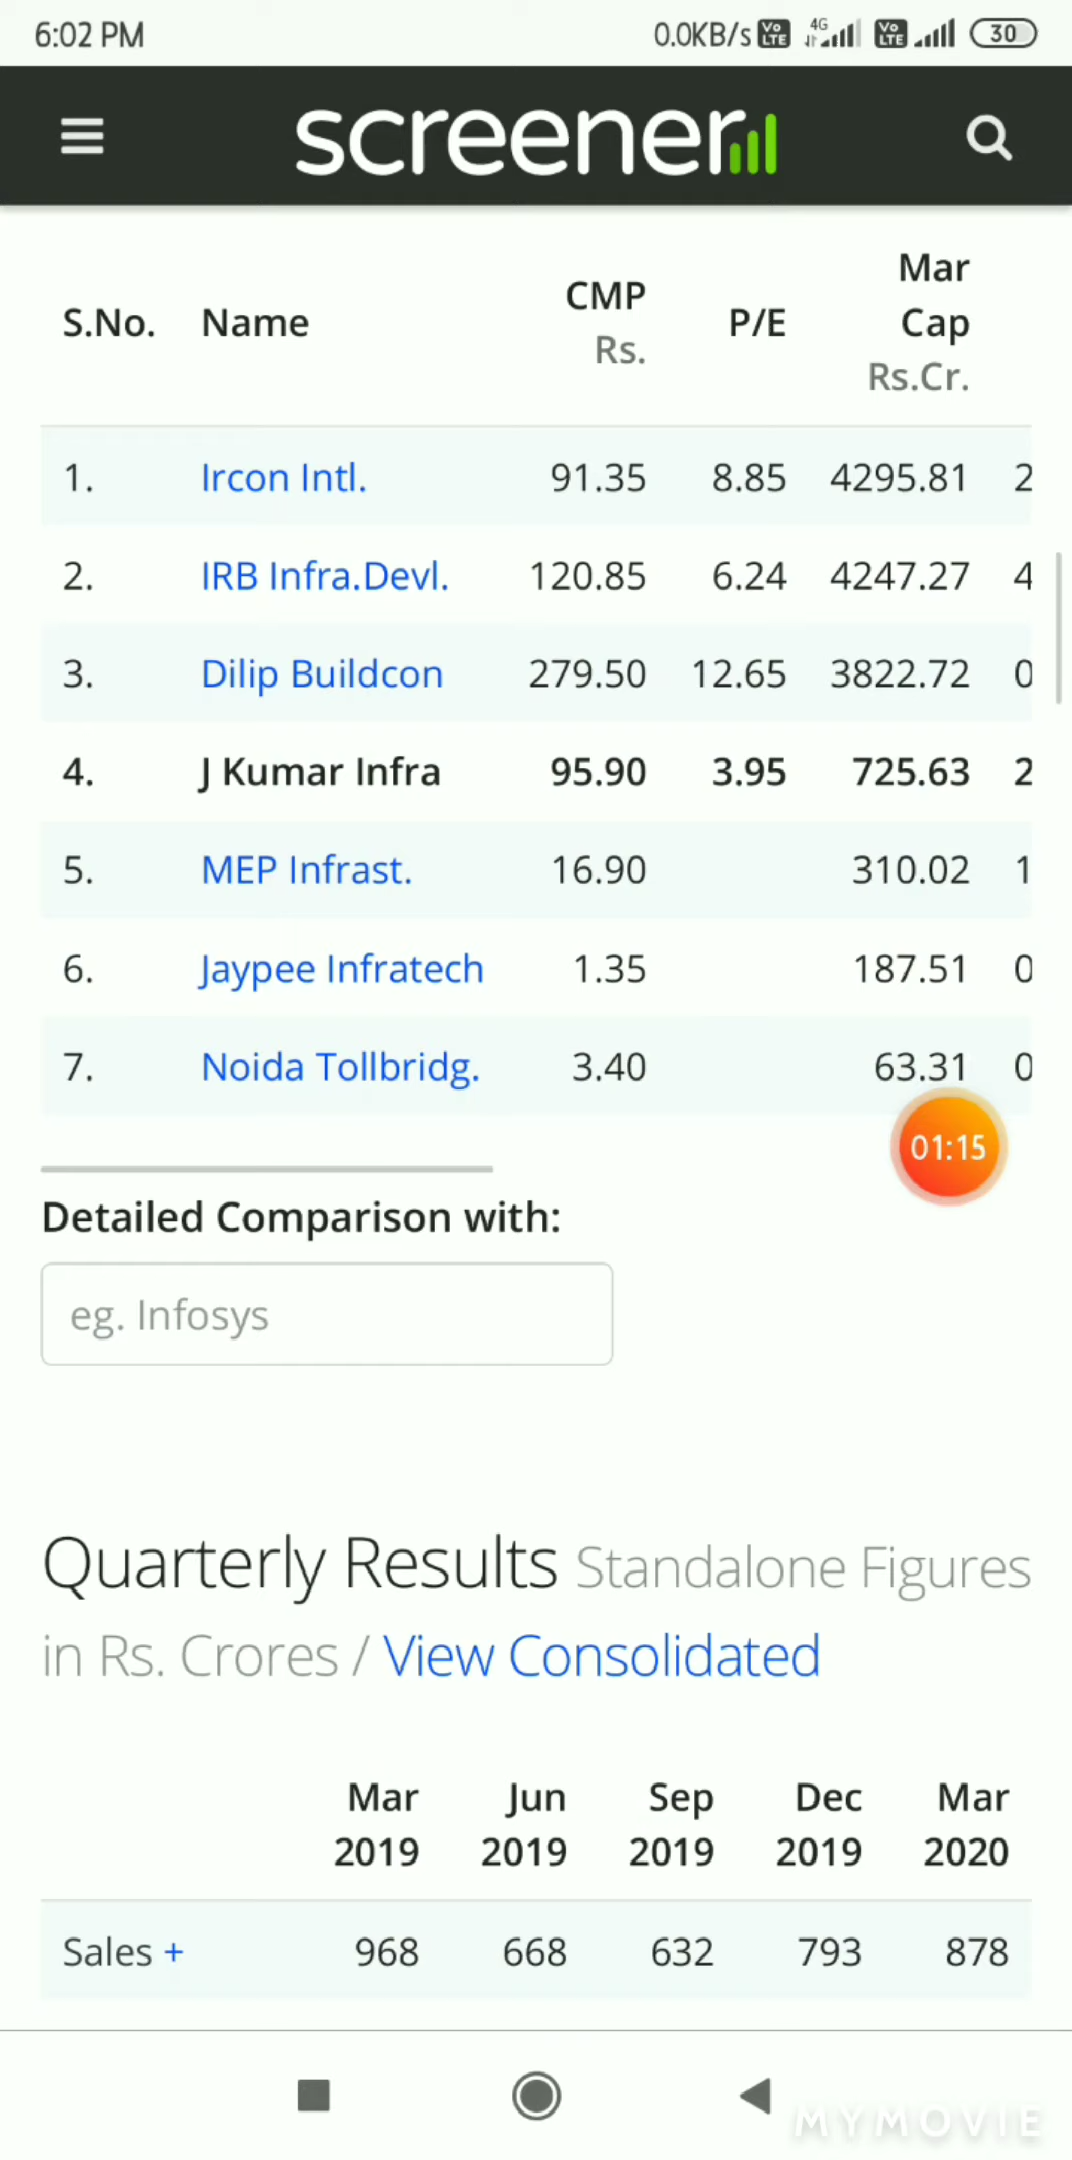 6:02 PM 0.0KB/s Vo LTE 4G Vo LTE 30
screener
S.No. Name CMP Rs. P/E Mar Cap Rs.Cr.
1. Ircon Intl. 91.35 8.85 4295.81 2
2. IRB Infra.Devl. 120.85 6.24 4247.27 4
3. Dilip Buildcon 279.50 12.65 3822.72 0
4. J Kumar Infra 95.90 3.95 725.63 2
5. MEP Infrast. 16.90 310.02 1
6. Jaypee Infratech 1.35 187.51 0
7. Noida Tollbridg. 3.40 63.31 0
01:15
Detailed Comparison with:
eg. Infosys
Quarterly Results Standalone Figures
in Rs. Crores / View Consolidated
Mar 2019 Jun 2019 Sep 2019 Dec 2019 Mar 2020
Sales + 968 668 632 793 878
MYMOVIE